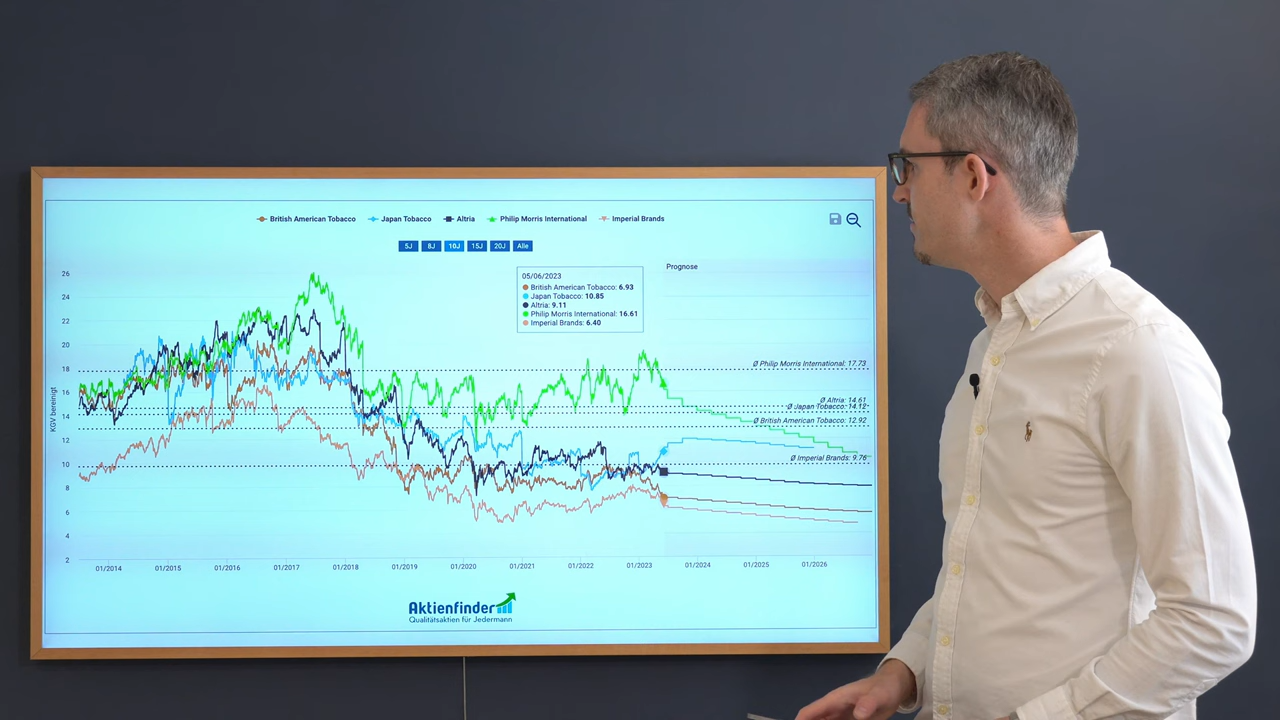 British American Tobacco Japan Tobacco Altria Philip Morris International Imperial Brands
5J 8J 10J 15J 20J Alle
Prognose
05/06/2023
British American Tobacco: 6.93
Japan Tobacco: 10.85
Altria: 9.11
Philip Morris International: 16.61
Imperial Brands: 6.40
KGV bereinigt
26
24
22
20
18
16
14
12
10
8
6
4
2
Ø Philip Morris International: 17.73
Ø Altria: 14.61
Ø Japan Tobacco: 14.12
Ø British American Tobacco: 12.92
Ø Imperial Brands: 9.76
01/2014 01/2015 01/2016 01/2017 01/2018 01/2019 01/2020 01/2021 01/2022 01/2023 01/2024 01/2025 01/2026
Aktienfinder
Qualitätsaktien für Jedermann